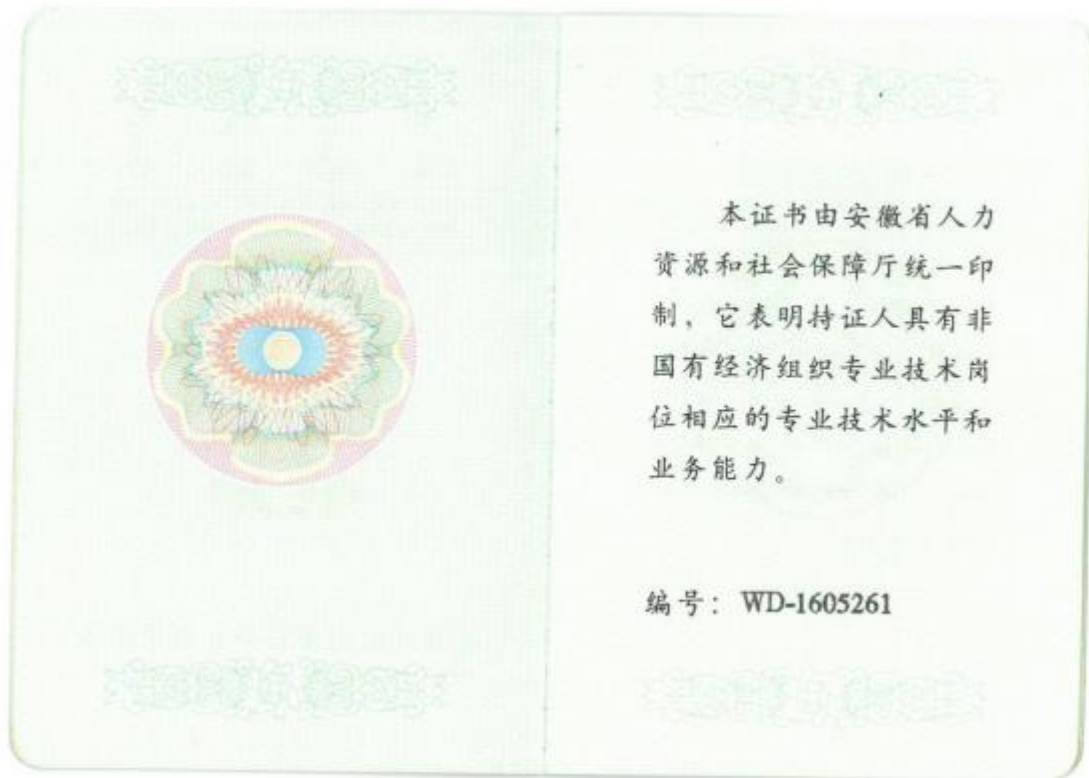 本证书由安徽省人力
资源和社会保障厅统一印
制，它表明持证人具有非
国有经济组织专业技术岗
位相应的专业技术水平和
业务能力。
编号：WD-1605261